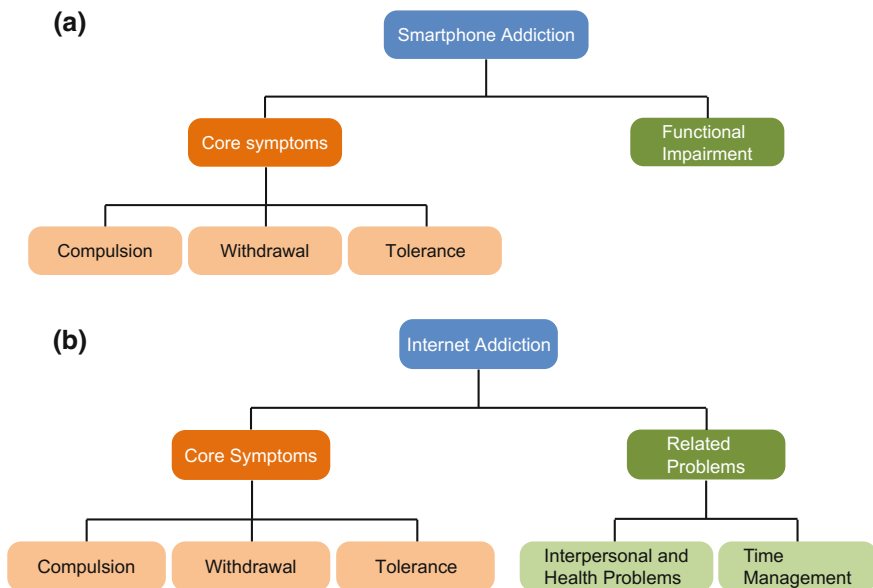 (a)
Smartphone Addiction
Core symptoms
Functional
Impairment
Compulsion
Withdrawal
Tolerance
(b)
Internet Addiction
Core Symptoms
Related
Problems
Compulsion
Withdrawal
Tolerance
Interpersonal and
Health Problems
Time
Management